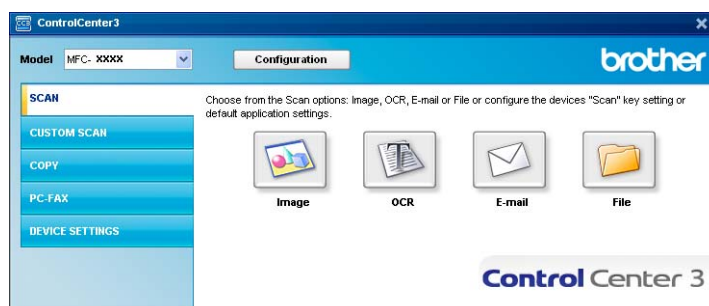 ControlCenter3
Model MFC- XXXX Configuration brother
SCAN
CUSTOM SCAN
COPY
PC-FAX
DEVICE SETTINGS
Choose from the Scan options: Image, OCR, E-mail or File or configure the devices "Scan" key setting or
default application settings.
Image OCR E-mail File
Control Center 3